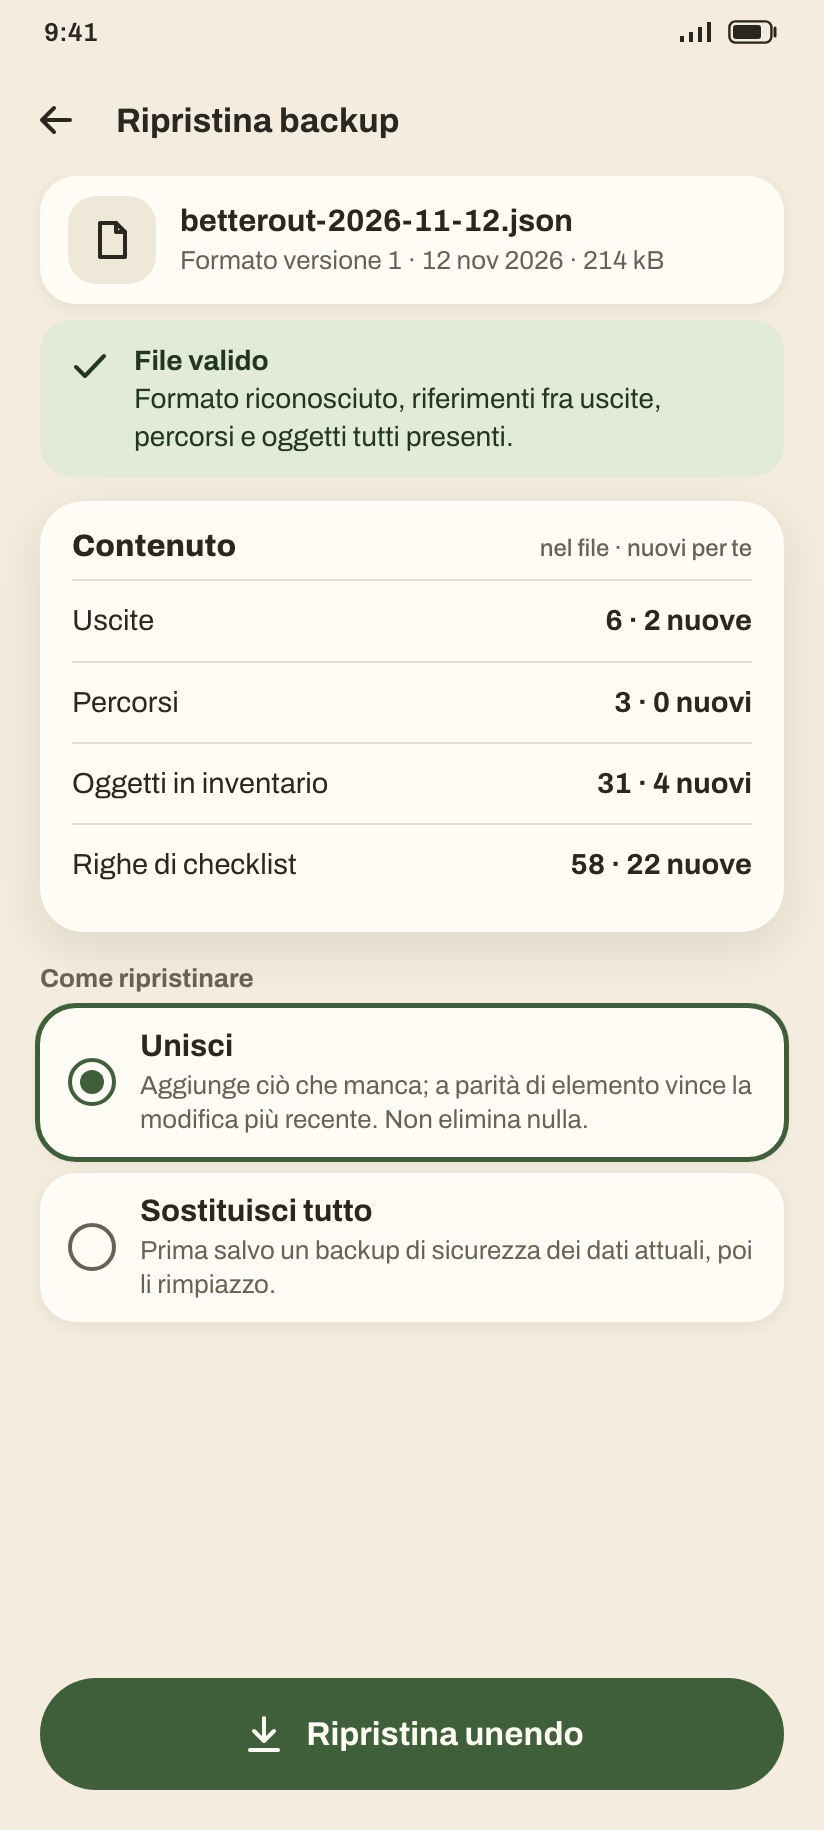 9:41
Ripristina backup
betterout-2026-11-12.json
Formato versione 1 · 12 nov 2026 · 214 kB
File valido
Formato riconosciuto, riferimenti fra uscite,
percorsi e oggetti tutti presenti.
Contenuto
nel file · nuovi per te
Uscite
6 · 2 nuove
Percorsi
3 · 0 nuovi
Oggetti in inventario
31 · 4 nuovi
Righe di checklist
58 · 22 nuove
Come ripristinare
Unisci
Aggiunge ciò che manca; a parità di elemento vince la
modifica più recente. Non elimina nulla.
Sostituisci tutto
Prima salvo un backup di sicurezza dei dati attuali, poi
li rimpiazzo.
Ripristina unendo